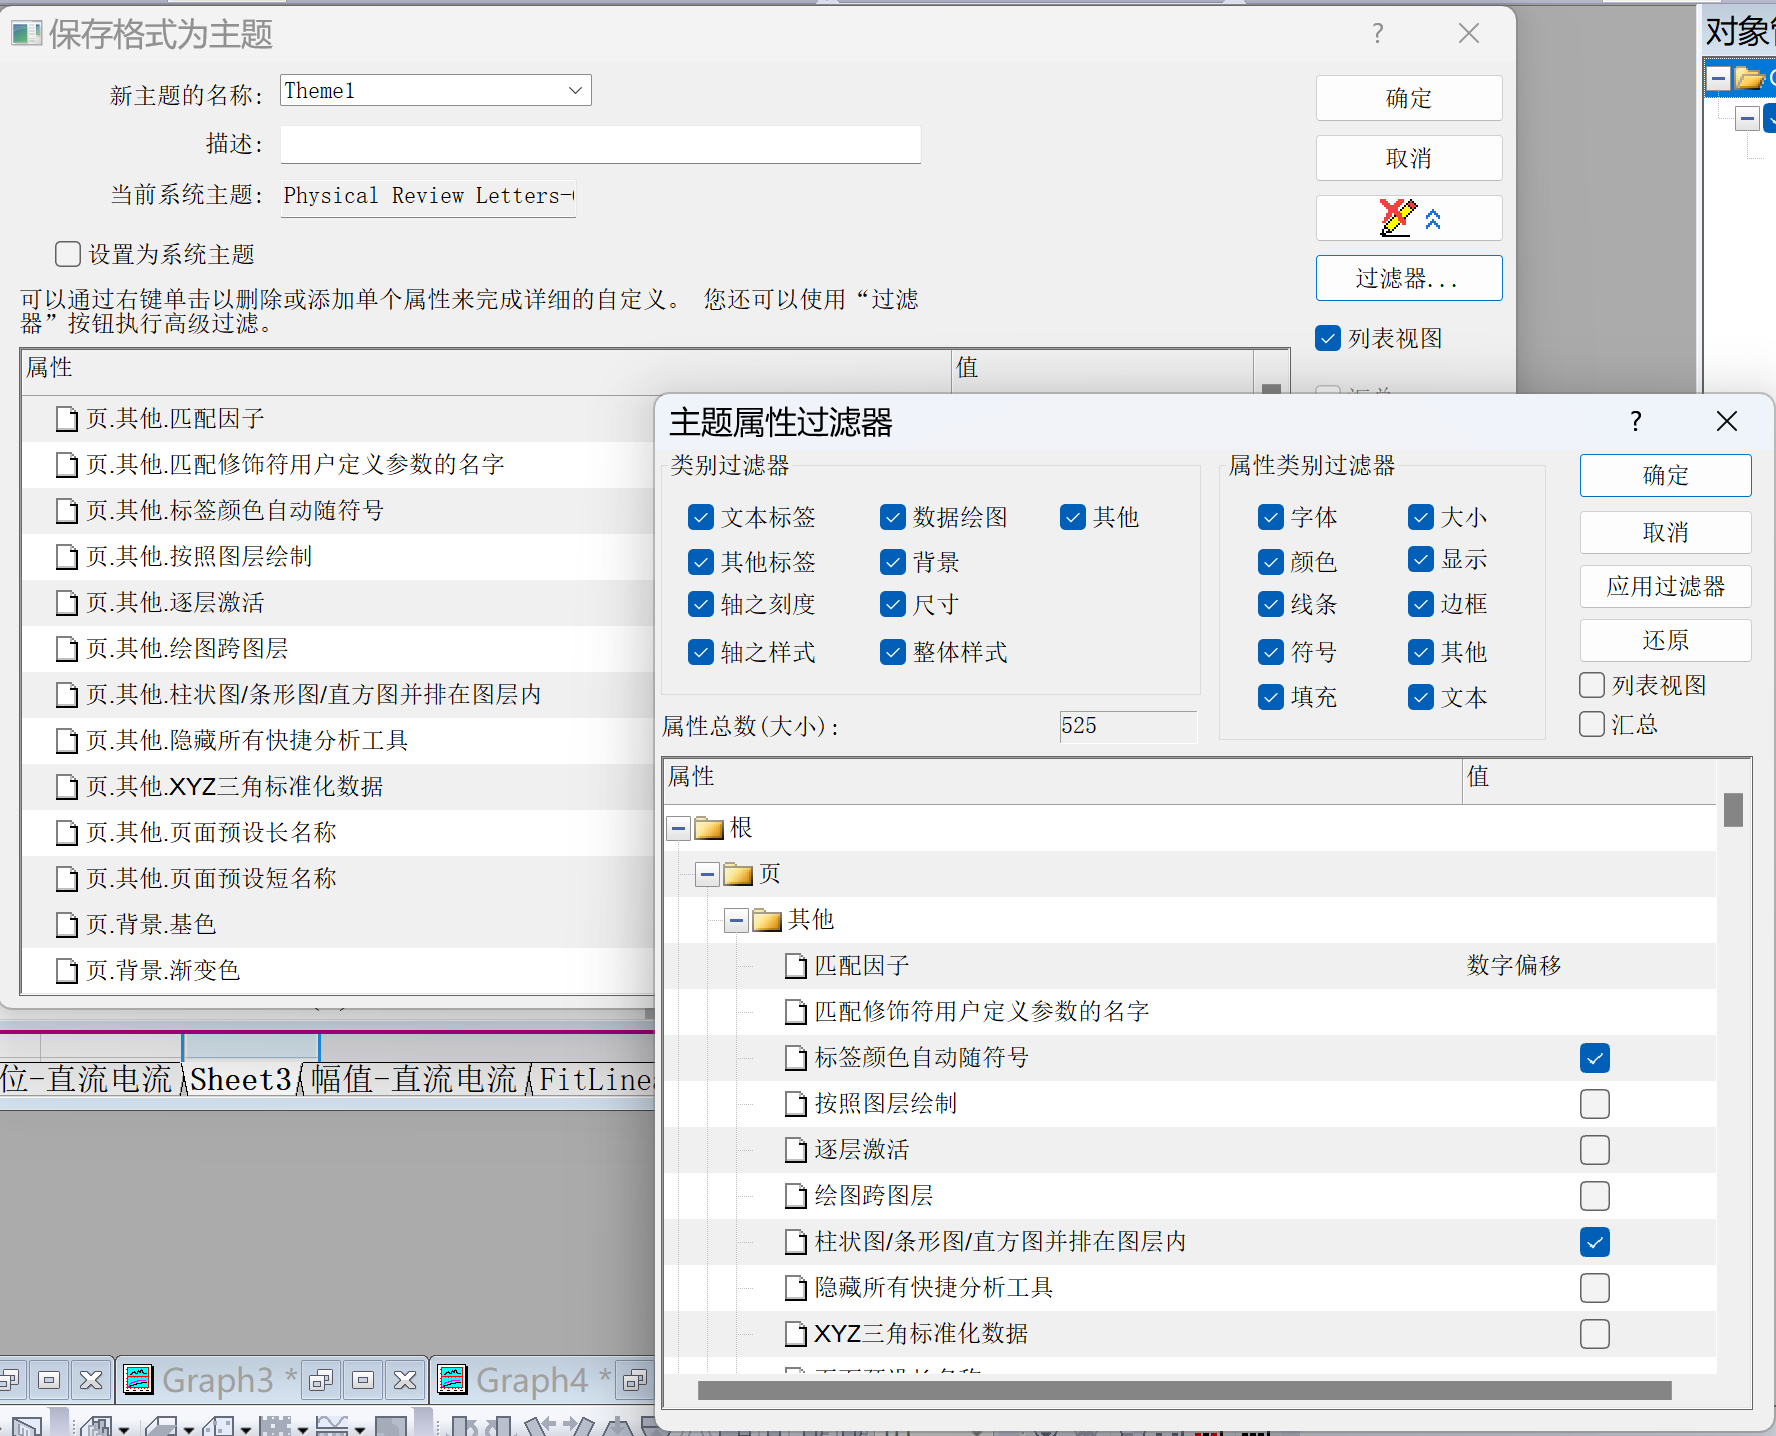 保存格式为主题
?
新主题的名称:
Theme1
描述:
当前系统主题:
Physical Review Letters-
设置为系统主题
可以通过右键单击以删除或添加单个属性来完成详细的自定义。 您还可以使用“过滤
器”按钮执行高级过滤。
确定
取消
过滤器...
列表视图
属性
值
页.其他.匹配因子
页.其他.匹配修饰符用户定义参数的名字
页.其他.标签颜色自动随符号
页.其他.按照图层绘制
页.其他.逐层激活
页.其他.绘图跨图层
页.其他.柱状图/条形图/直方图并排在图层内
页.其他.隐藏所有快捷分析工具
页.其他.XYZ三角标准化数据
页.其他.页面预设长名称
页.其他.页面预设短名称
页.背景.基色
页.背景.渐变色
对象
主题属性过滤器
?
类别过滤器
文本标签
数据绘图
其他
其他标签
背景
轴之刻度
尺寸
轴之样式
整体样式
属性类别过滤器
字体
大小
颜色
显示
线条
边框
符号
其他
填充
文本
确定
取消
应用过滤器
还原
列表视图
汇总
属性总数(大小):
525
属性
值
根
页
其他
匹配因子
数字偏移
匹配修饰符用户定义参数的名字
标签颜色自动随符号
按照图层绘制
逐层激活
绘图跨图层
柱状图/条形图/直方图并排在图层内
隐藏所有快捷分析工具
XYZ三角标准化数据
位-直流电流
Sheet3
幅值-直流电流
FitLine
Graph3 *
Graph4 *